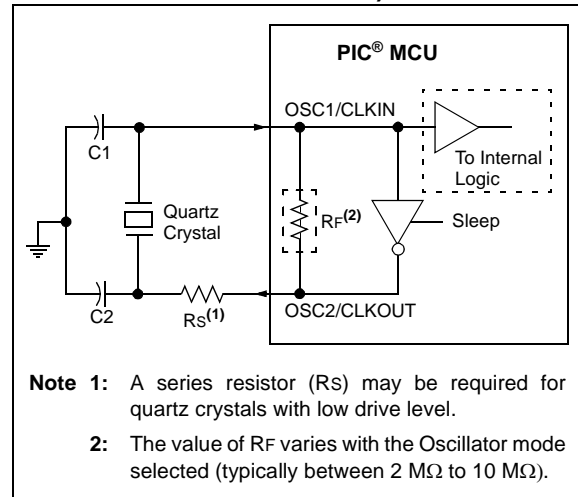 PIC® MCU
OSC1/CLKIN
C1
To Internal
Logic
Quartz
Crystal
RF(2)
Sleep
C2
RS(1)
OSC2/CLKOUT
Note 1: A series resistor (RS) may be required for
quartz crystals with low drive level.
2: The value of RF varies with the Oscillator mode
selected (typically between 2 MΩ to 10 MΩ).